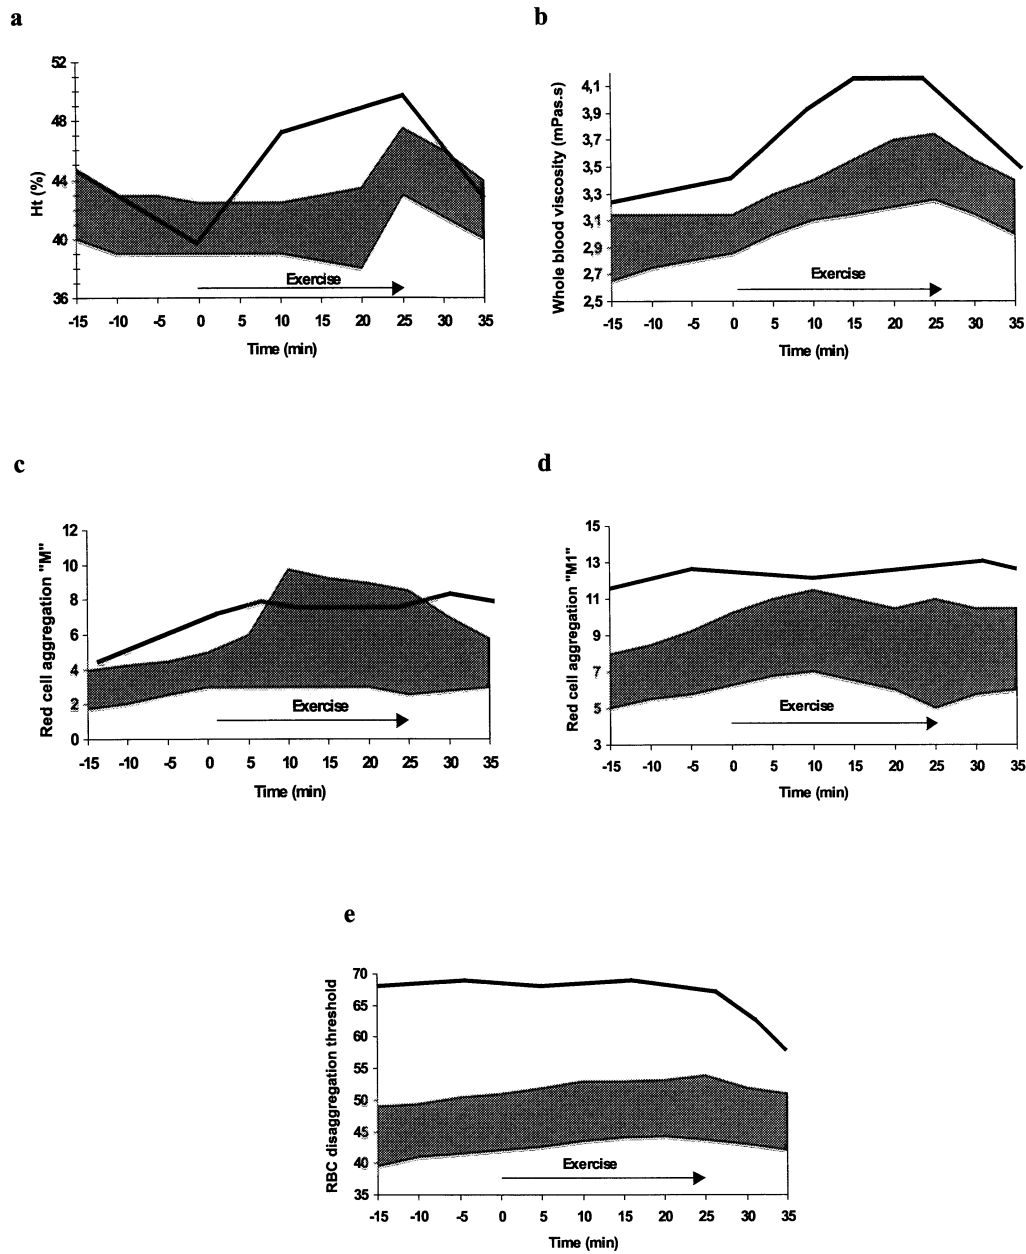 a
52
48
44
40
36
Ht (%)
Exercise
-15 -10 -5 0 5 10 15 20 25 30 35
Time (min)
b
4,1
3,9
3,7
3,5
3,3
3,1
2,9
2,7
2,5
Whole blood viscosity (mPas.s)
Exercise
-15 -10 -5 0 5 10 15 20 25 30 35
Time (min)
c
12
10
8
6
4
2
0
Red cell aggregation "M"
Exercise
-15 -10 -5 0 5 10 15 20 25 30 35
Time (min)
d
15
13
11
9
7
5
3
Red cell aggregation "M1"
Exercise
-15 -10 -5 0 5 10 15 20 25 30 35
Time (min)
e
70
65
60
55
50
45
40
35
RBC disaggregation threshold
Exercise
-15 -10 -5 0 5 10 15 20 25 30 35
Time (min)